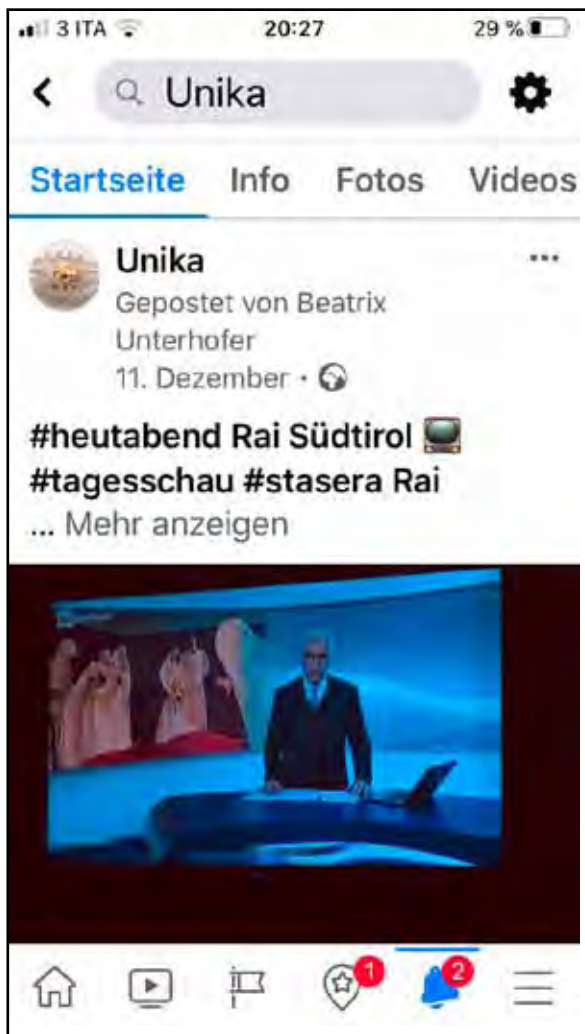 3 ITA 20:27 29 %
Unika
Startseite Info Fotos Videos
Unika
Gepostet von Beatrix
Unterhofer
11. Dezember ·
#heutabend Rai Südtirol
#tagesschau #stasera Rai
... Mehr anzeigen
1 2